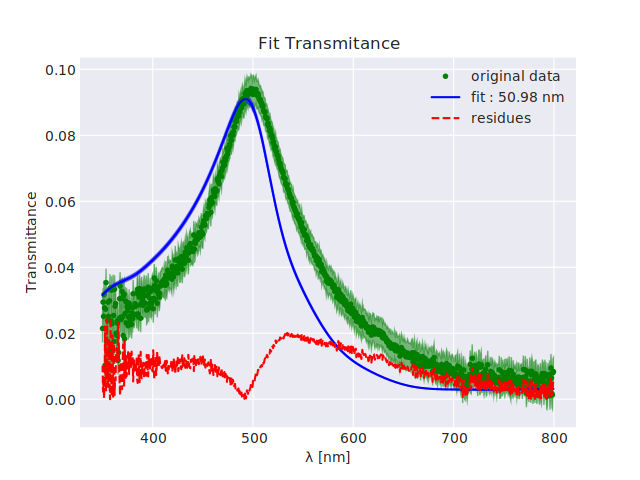 Fit Transmitance
0.10
0.08
0.06
0.04
0.02
0.00
Transmittance
original data
fit : 50.98 nm
residues
400 500 600 700 800
λ [nm]